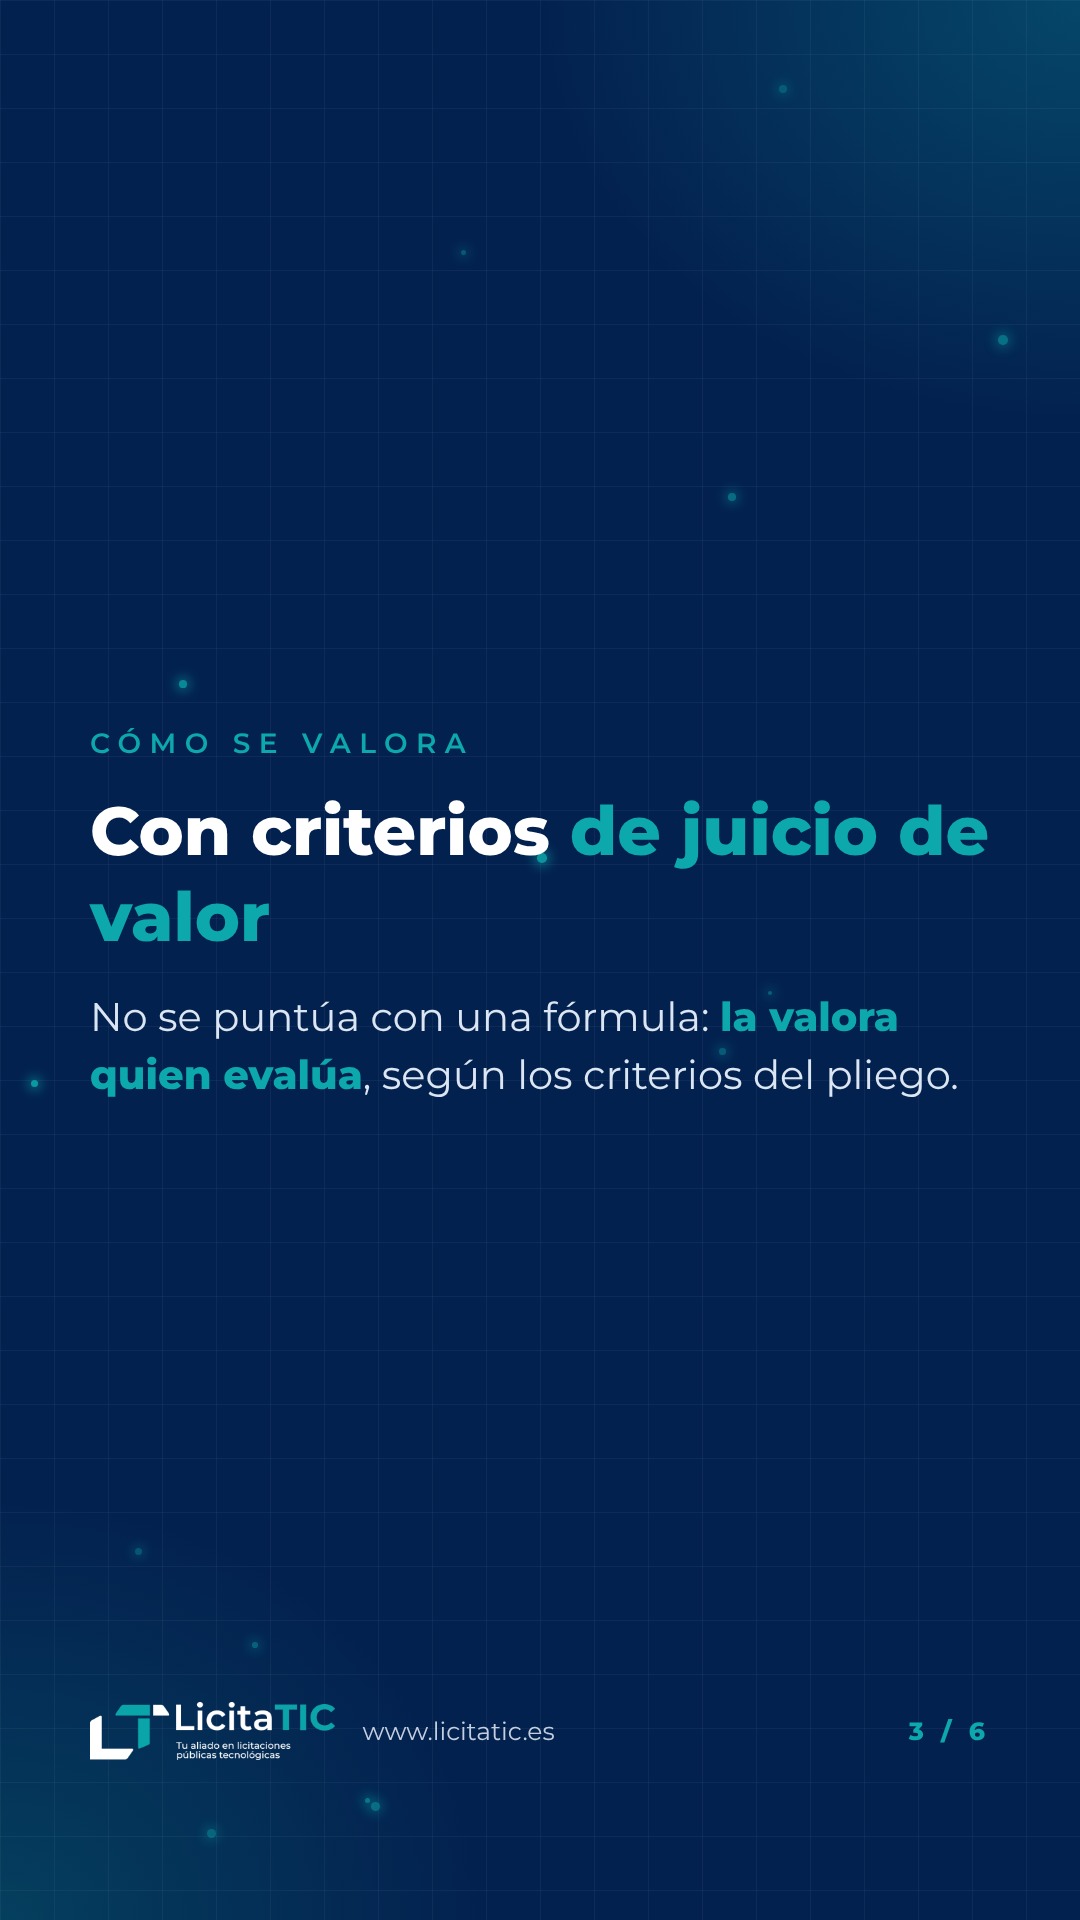 CÓMO SE VALORA
Con criterios de juicio de
valor
No se puntúa con una fórmula: la valora
quien evalúa, según los criterios del pliego.
LicitaTIC
Tu aliado en licitaciones
públicas tecnológicas
www.licitatic.es
3 / 6